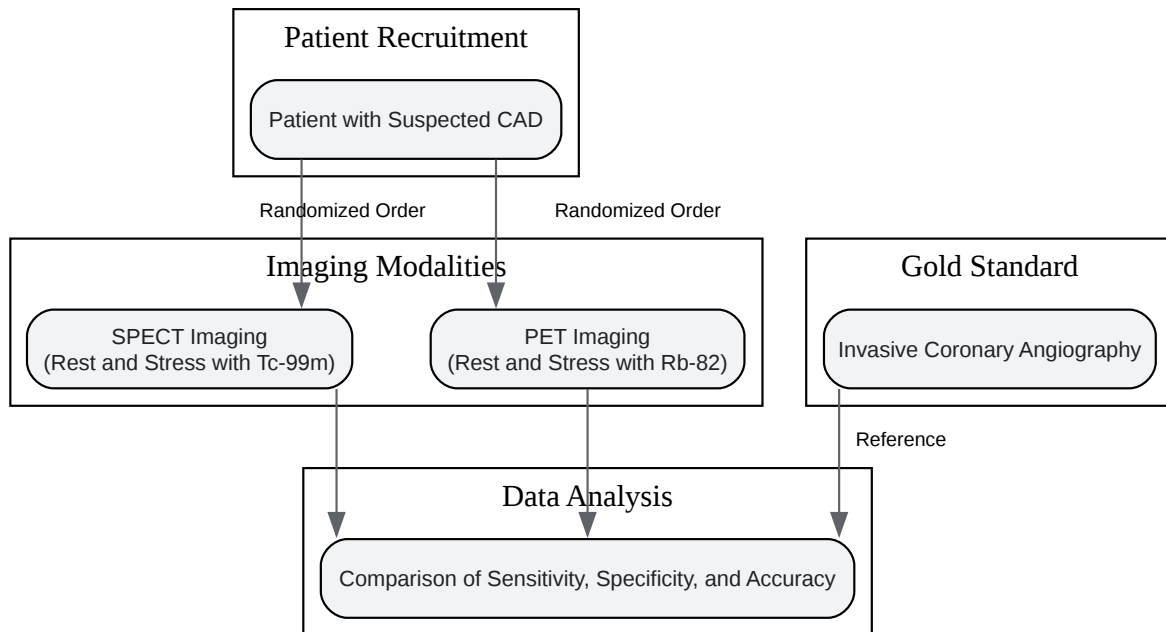 Patient Recruitment
Patient with Suspected CAD
Randomized Order
Randomized Order
Imaging Modalities
SPECT Imaging
(Rest and Stress with Tc-99m)
PET Imaging
(Rest and Stress with Rb-82)
Gold Standard
Invasive Coronary Angiography
Reference
Data Analysis
Comparison of Sensitivity, Specificity, and Accuracy